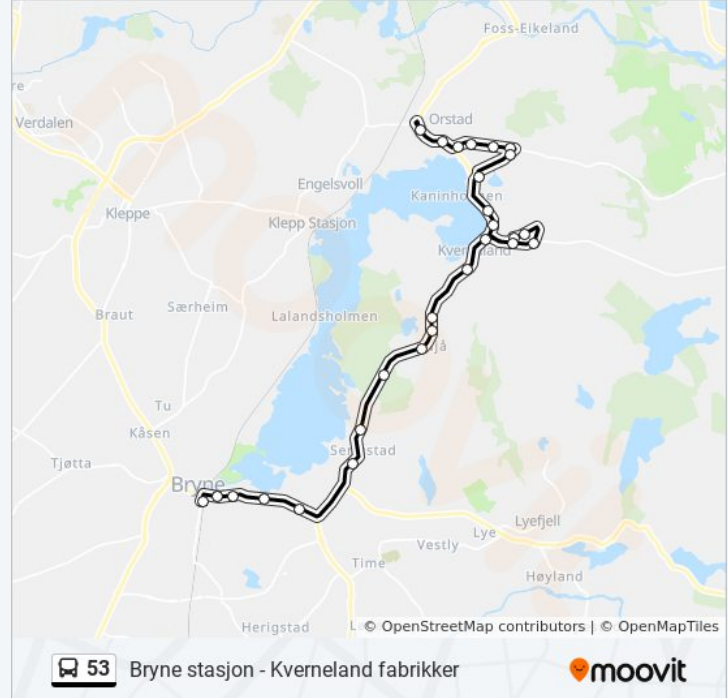 Foss-Eikeland
re
Verdalen
Orstad
Engelsvoll
Kleppe
Klepp Stasjon
Særheim
Braut
Lalandsholmen
Tu
Kåsen
Tjøtta
Bryne
Lyefjell
Lye
Vestly
Time
Høyland
Herigstad
L
© OpenStreetMap contributors | © OpenMapTiles
53 Bryne stasjon - Kverneland fabrikker
moovit